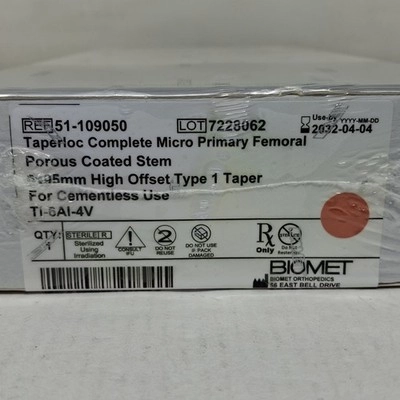 REF 51-109050 LOT 7228062 Use-by YYYY-MM-DD
2032-04-04
Taperloc Complete Micro Primary Femoral
Porous Coated Stem
High Offset Type 1 Taper
For Cementless Use
Ti-6Al-4V
QTY:
1
STERILE R
Sterilized
Using
Irradiation
CONSULT
IFU
2
DO NOT
REUSE
DO NOT USE
IF PACK
DAMAGED
Rx
Only
Do Not
BIOMET
BIOMET ORTHOPEDICS
56 EAST BELL DRIVE